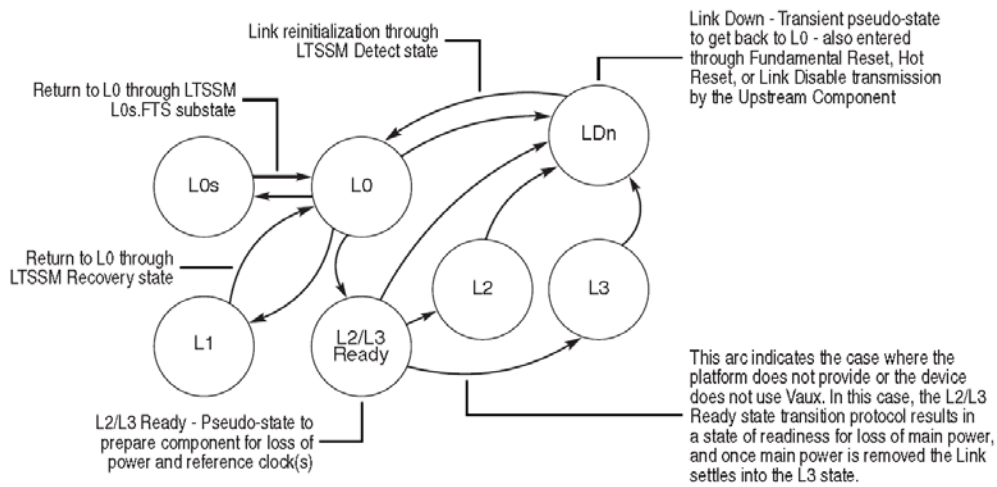 Link reinitialization through
LTSSM Detect state
Link Down - Transient pseudo-state
to get back to L0 - also entered
through Fundamental Reset, Hot
Reset, or Link Disable transmission
by the Upstream Component
Return to L0 through LTSSM
L0s.FTS substate
L0s
L0
LDn
Return to L0 through
LTSSM Recovery state
L1
L2/L3
Ready
L2
L3
L2/L3 Ready - Pseudo-state to
prepare component for loss of
power and reference clock(s)
This arc indicates the case where the
platform does not provide or the device
does not use Vaux. In this case, the L2/L3
Ready state transition protocol results in
a state of readiness for loss of main power,
and once main power is removed the Link
settles into the L3 state.